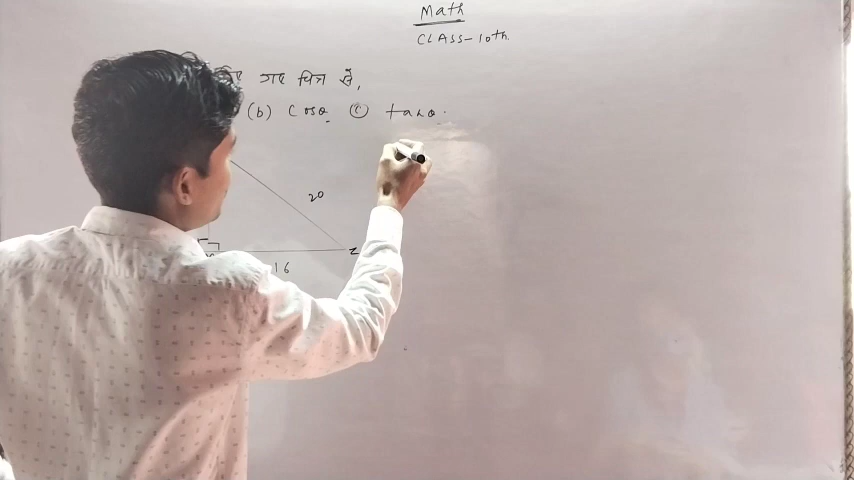 Math
CLASS-10th.
गए चित्र में,
(b) Cosθ (c) tanθ.
20
Z
16